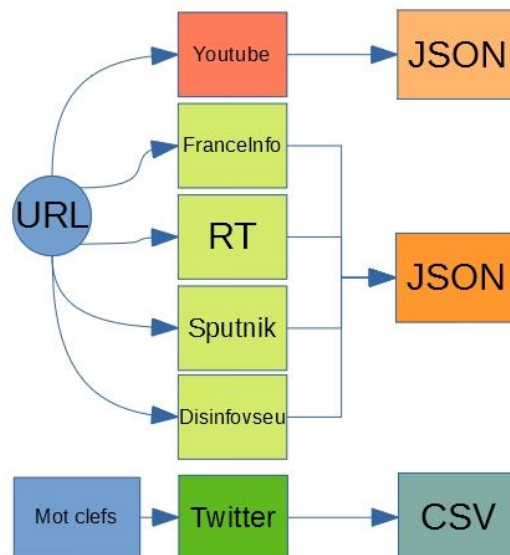 Youtube
JSON
FranceInfo
URL
RT
JSON
Sputnik
Disinfovseu
Mot clefs
Twitter
CSV